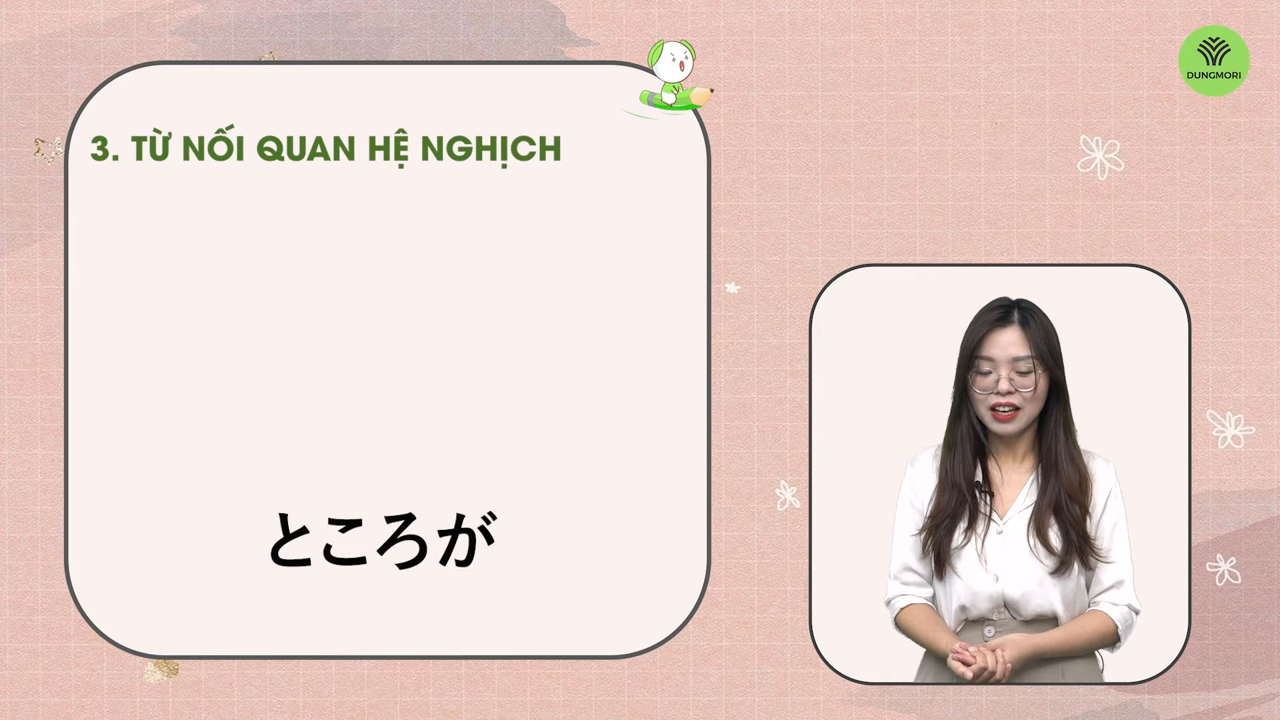 DUNGMORI
3. TỪ NỐI QUAN HỆ NGHỊCH
ところが